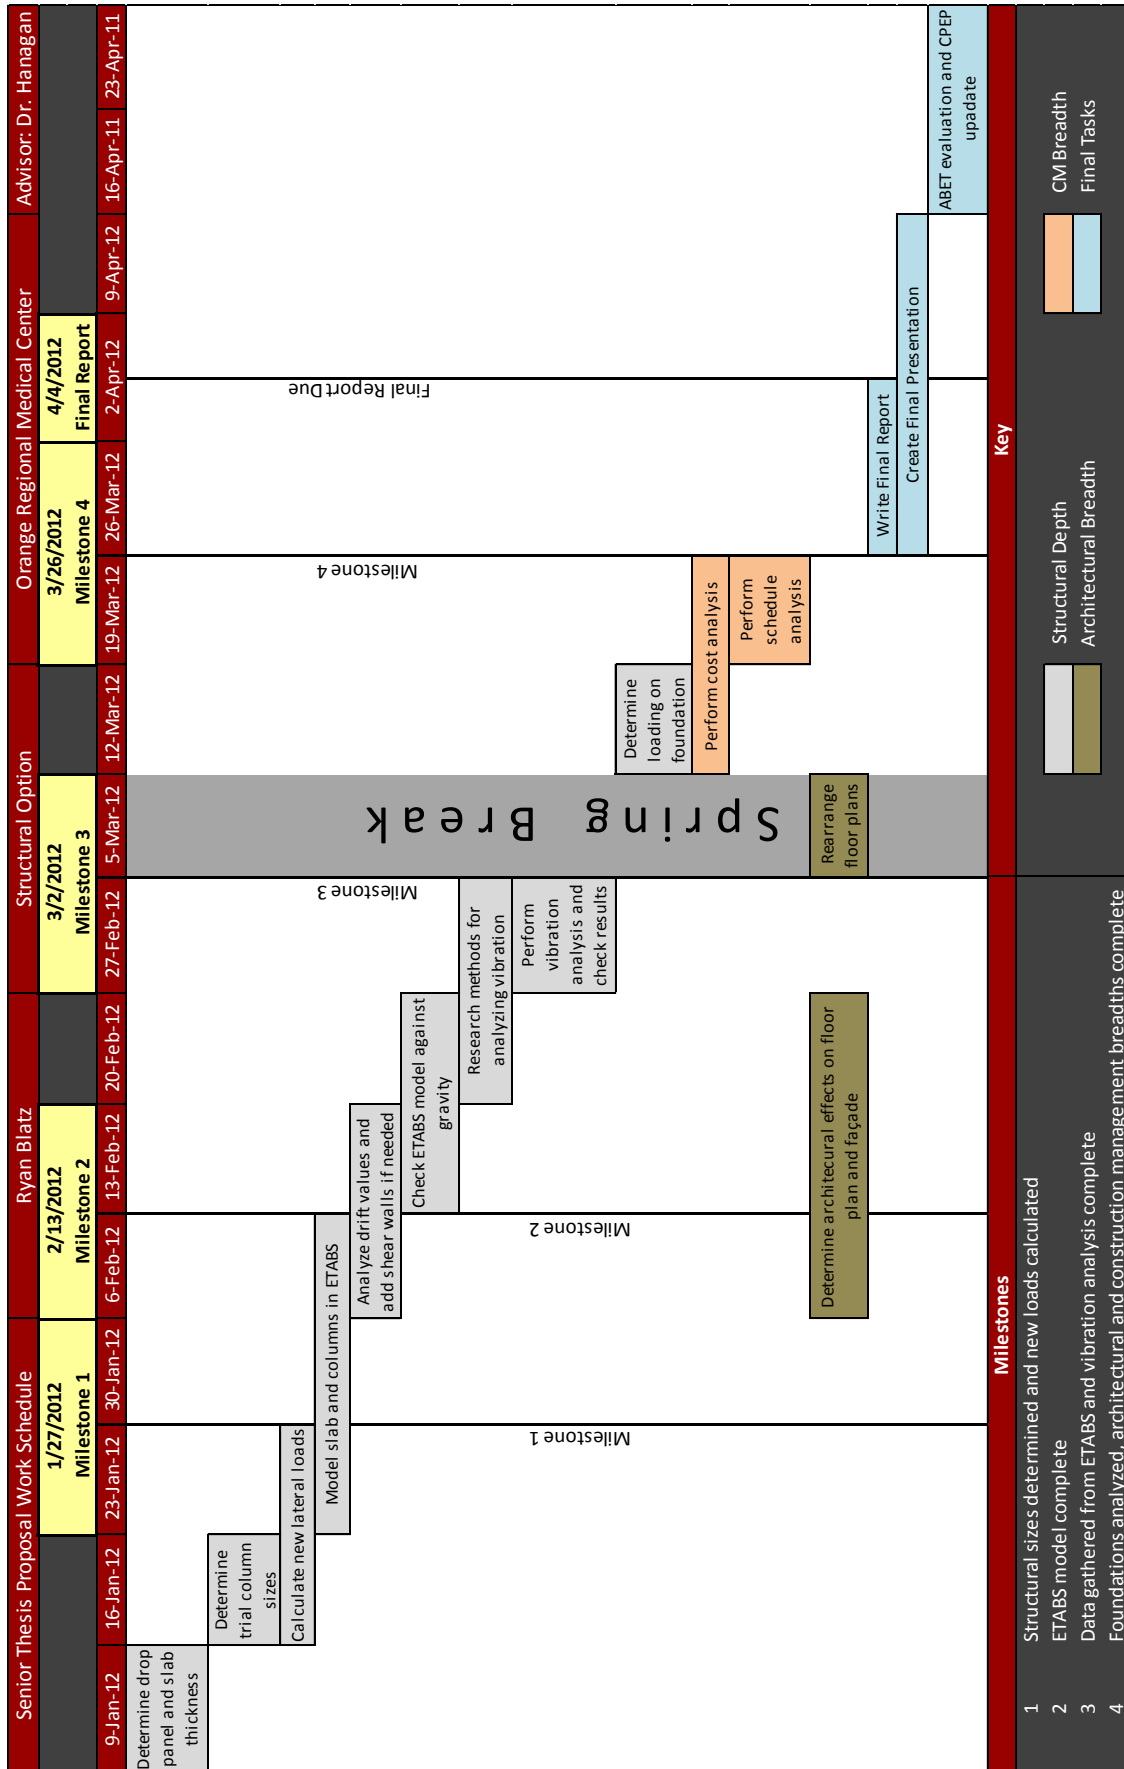 Senior Thesis Proposal Work Schedule
Ryan Blatz
Structural Option
Orange Regional Medical Center
Advisor: Dr. Hanagan
1/27/2012
Milestone 1
2/13/2012
Milestone 2
3/2/2012
Milestone 3
3/26/2012
Milestone 4
4/4/2012
Final Report
9-Jan-12
16-Jan-12
23-Jan-12
30-Jan-12
6-Feb-12
13-Feb-12
20-Feb-12
27-Feb-12
5-Mar-12
12-Mar-12
19-Mar-12
26-Mar-12
2-Apr-12
9-Apr-12
16-Apr-11
23-Apr-11
Determine drop
panel and slab
thickness
Determine
trial column
sizes
Calculate new lateral loads
Model slab and columns in ETABS
Analyze drift values and
add shear walls if needed
Check ETABS model against
gravity
Research methods for
analyzing vibration
Perform
vibration
analysis and
check results
Determine
loading on
foundation
Perform cost analysis
Perform
schedule
analysis
Determine architectural effects on floor
plan and façade
Rearrange
floor plans
Write Final Report
Create Final Presentation
ABET evaluation and CPEP
upadate
Milestone 1
Milestone 2
Milestone 3
Spring Break
Milestone 4
Final Report Due
Milestones
Key
1 Structural sizes determined and new loads calculated
2 ETABS model complete
3 Data gathered from ETABS and vibration analysis complete
4 Foundations analyzed, architectural and construction management breadths complete
Structural Depth
Architectural Breadth
CM Breadth
Final Tasks